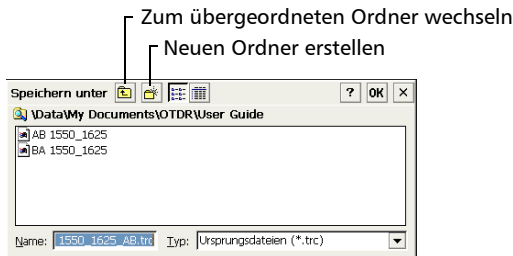 Zum übergeordneten Ordner wechseln
Neuen Ordner erstellen
Speichern unter ? OK ×
\Data\My Documents\OTDR\User Guide
AB 1550_1625
BA 1550_1625
Name: 1550_1625_AB.trc Typ: Ursprungsdateien (*.trc)